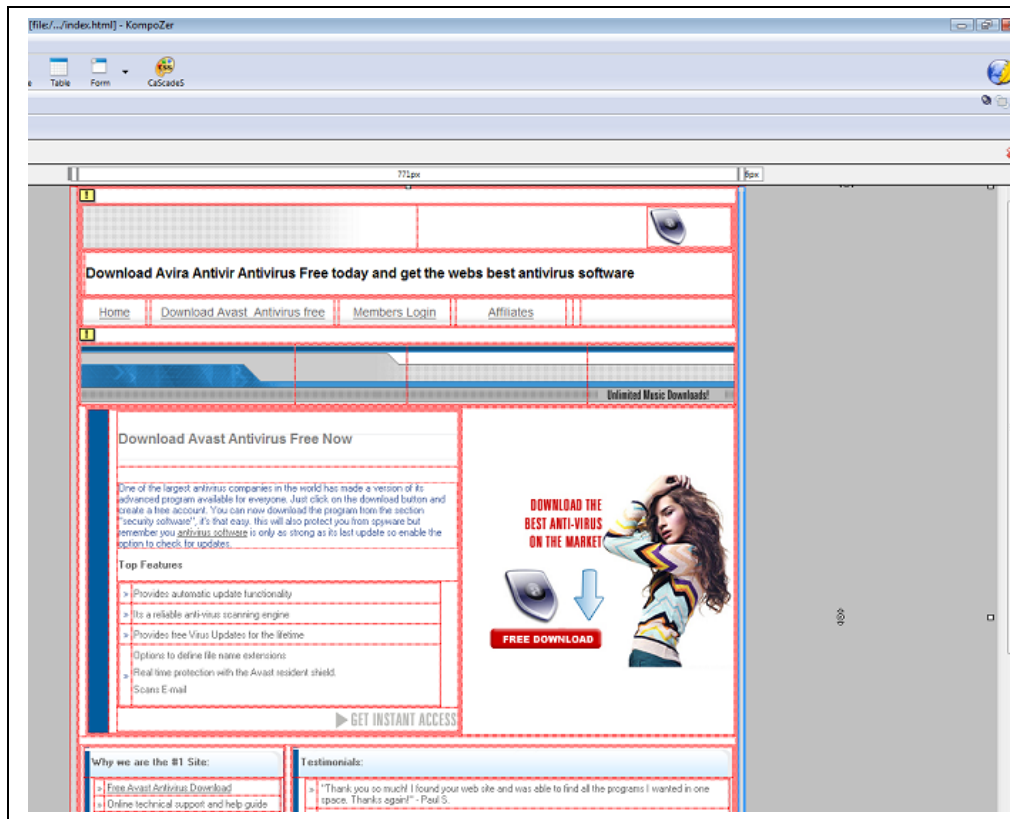 [file:/.../index.html] - KompoZer
Table Form CaScadeS
771px
Download Avira Antivir Antivirus Free today and get the webs best antivirus software
Home Download Avast Antivirus free Members Login Affiliates
Unlimited Music Downloads!
Download Avast Antivirus Free Now
One of the largest antivirus companies in the world has made a version of its
advanced program available for everyone. Just click on the download button and
create a free account. You can now download the program from the section
"security software", it's that easy. this will also protect you from spyware but
remember you antivirus software is only as strong as its last update so enable the
option to check for updates.
Top Features
» Provides automatic update functionality
» Its a reliable anti-virus scanning engine
» Provides free Virus Updates for the lifetime
Options to define file name extensions
» Real time protection with the Avast resident shield.
Scans E-mail
GET INSTANT ACCESS
DOWNLOAD THE
BEST ANTI-VIRUS
ON THE MARKET
FREE DOWNLOAD
Why we are the #1 Site:
» Free Avast Antivirus Download
» Online technical support and help guide
Testimonials:
» "Thank you so much! I found your web site and was able to find all the programs I wanted in one
space. Thanks again!" - Paul S.